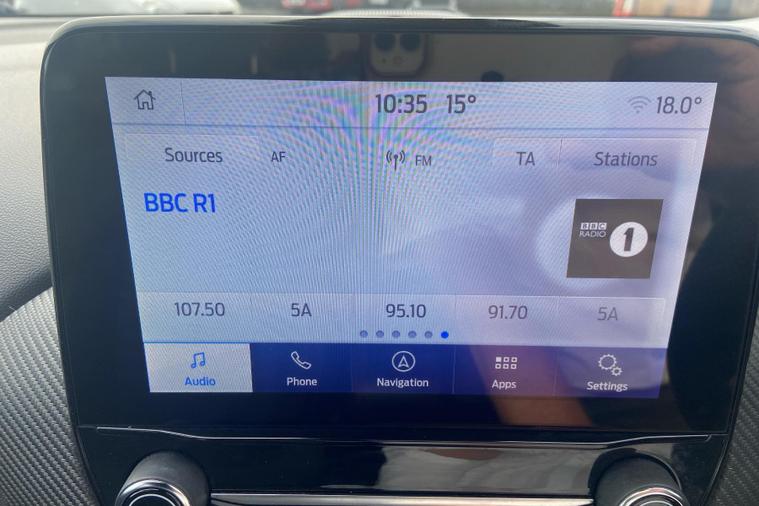 10:35 15° 18.0°
Sources AF FM TA Stations
BBC R1
BBC
RADIO 1
107.50 5A 95.10 91.70 5A
Audio Phone Navigation Apps Settings